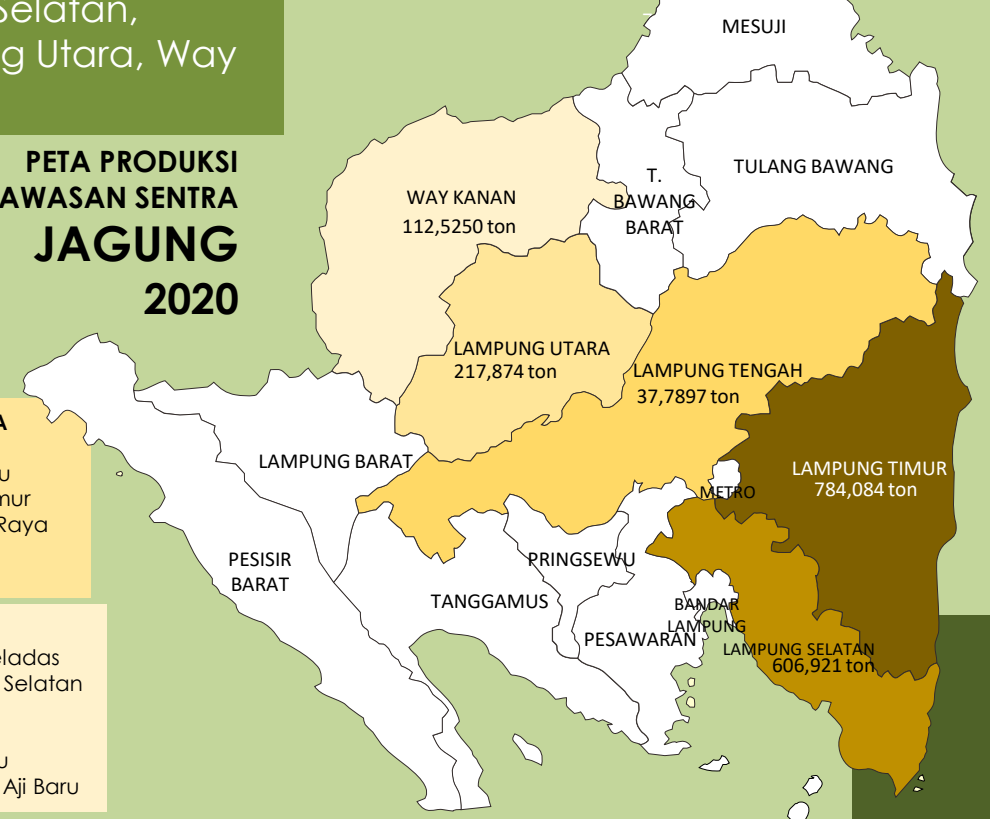 Selatan,
g Utara, Way
PETA PRODUKSI
AWASAN SENTRA
JAGUNG
2020
MESUJI
TULANG BAWANG
T.
BAWANG
BARAT
WAY KANAN
112,5250 ton
LAMPUNG UTARA
217,874 ton
LAMPUNG TENGAH
37,7897 ton
LAMPUNG BARAT
LAMPUNG TIMUR
784,084 ton
METRO
PESISIR
BARAT
PRINGSEWU
TANGGAMUS
BANDAR
LAMPUNG
PESAWARAN
LAMPUNG SELATAN
606,921 ton
A
u
mur
Raya
eladas
Selatan
u
Aji Baru